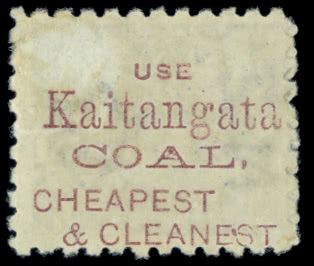 USE
Kaitangata
COAL,
CHEAPEST
& CLEANEST